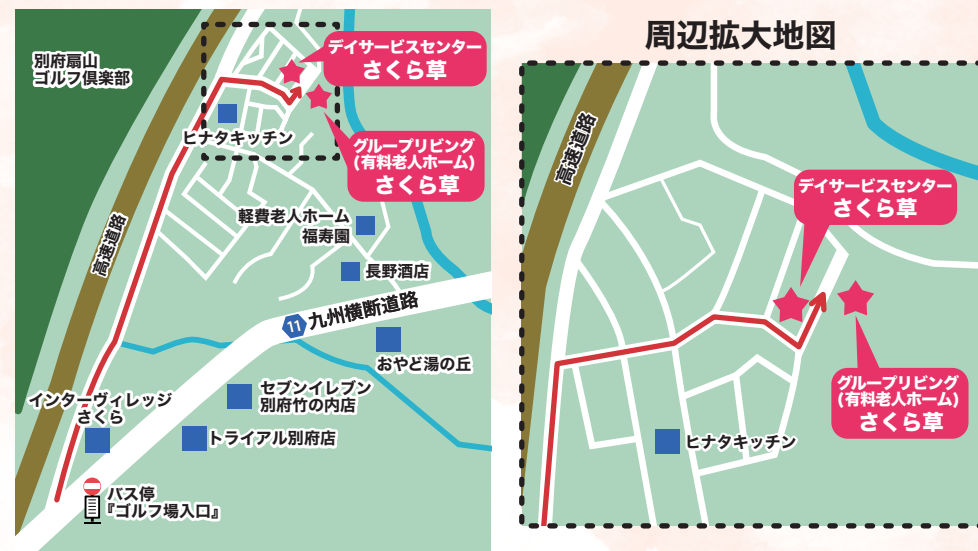 別府扇山
ゴルフ倶楽部
デイサービスセンター
さくら草
ヒナタキッチン
グループリビング
(有料老人ホーム)
さくら草
高速道路
軽費老人ホーム
福寿園
長野酒店
11
九州横断道路
おやど湯の丘
セブンイレブン
別府竹の内店
インターヴィレッジ
さくら
トライアル別府店
バス停
『ゴルフ場入口』
周辺拡大地図
高速道路
デイサービスセンター
さくら草
グループリビング
(有料老人ホーム)
さくら草
ヒナタキッチン